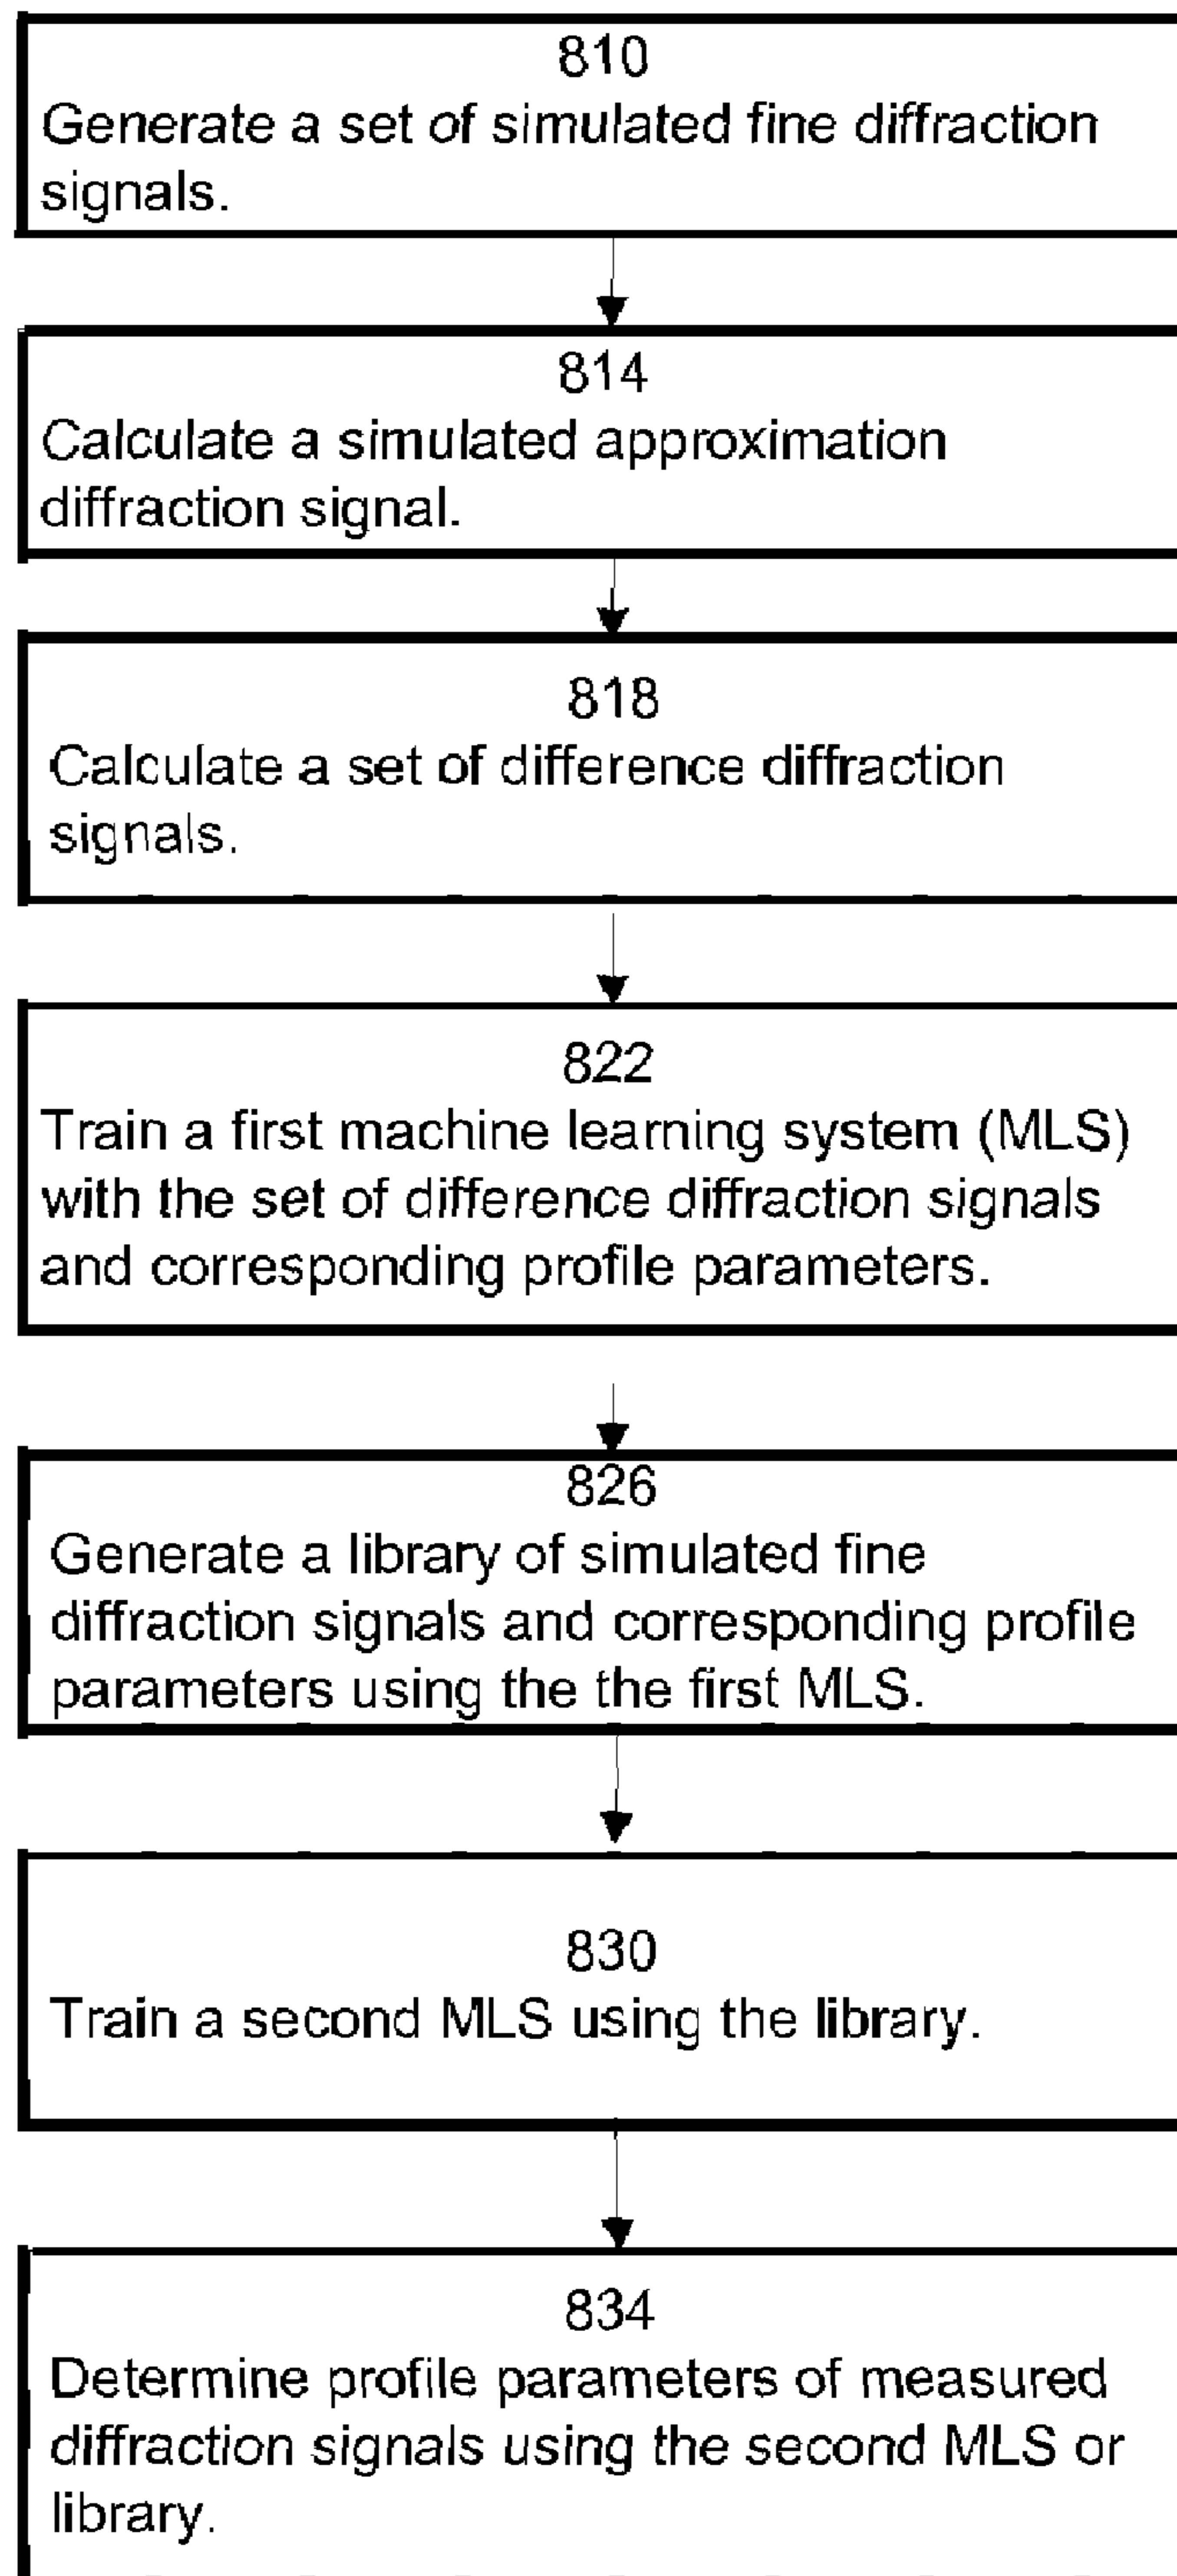 810
Generate a set of simulated fine diffraction
signals.
814
Calculate a simulated approximation
diffraction signal.
818
Calculate a set of difference diffraction
signals.
822
Train a first machine learning system (MLS)
with the set of difference diffraction signals
and corresponding profile parameters.
826
Generate a library of simulated fine
diffraction signals and corresponding profile
parameters using the the first MLS.
830
Train a second MLS using the library.
834
Determine profile parameters of measured
diffraction signals using the second MLS or
library.